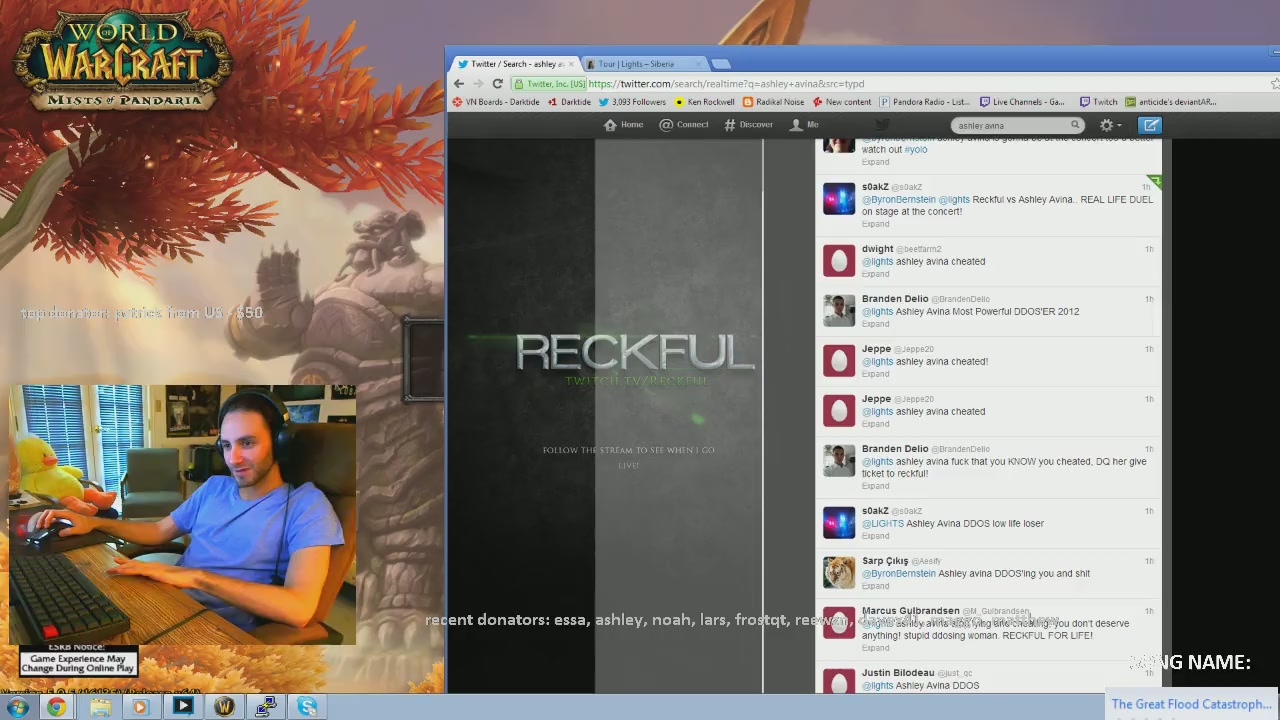 WORLD
OF
WARCRAFT
MISTS of PANDARIA
top donator: patrick from US - $50
ESRB Notice:
Game Experience May
Change During Online Play
Twitter / Search - ashley a
Tour | Lights – Siberia
Twitter, Inc. [US]
https://twitter.com/search/realtime?q=ashley+avina&src=typd
VN Boards - Darktide
+1 Darktide
3,093 Followers
Ken Rockwell
Radikal Noise
New content
Pandora Radio - List...
Live Channels - Ga...
Twitch
anticide's deviantAR...
Home
Connect
Discover
Me
ashley avina
RECKFUL
TWITCH.TV/RECKFUL
FOLLOW THE STREAM TO SEE WHEN I GO
LIVE!
watch out #yolo
Expand
s0akZ @s0akZ 1h
@ByronBernstein @lights Reckful vs Ashley Avina.. REAL LIFE DUEL
on stage at the concert!
Expand
dwight @beetfarm2 1h
@lights ashley avina cheated
Expand
Branden Delio @BrandenDelio 1h
@lights Ashley Avina Most Powerful DDOS'ER 2012
Expand
Jeppe @Jeppe20 1h
@lights ashley avina cheated!
Expand
Jeppe @Jeppe20 1h
@lights ashley avina cheated
Expand
Branden Delio @BrandenDelio 1h
@lights ashley avina fuck that you KNOW you cheated, DQ her give
ticket to reckful!
Expand
s0akZ @s0akZ 1h
@LIGHTS Ashley Avina DDOS low life loser
Expand
Sarp Çıkış @Aesify 1h
@ByronBernstein Ashley avina DDOS'ing you and shit
Expand
Marcus Gulbrandsen @M_Gulbrandsen_ 1h
recent donators: essa, ashley, noah, lars, frostqt,
you don't deserve
anything! stupid ddosing woman. RECKFUL FOR LIFE!
Expand
Justin Bilodeau @just_qc 1h
@lights Ashley Avina DDOS
NAME:
The Great Flood Catastroph...